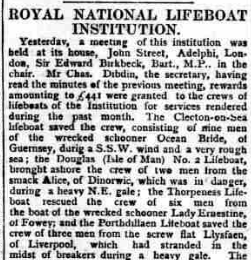 ROYAL NATIONAL LIFEBOAT
INSTITUTION.
Yesterday, a meeting of this institution was
held at its house, John Street, Adelphi, Lon-
don, Sir Edward Birkbeck, Bart., M.P.. in the
chair. Mr Chas. Dibdin, the secretary, having
read the minutes of the previous meeting, rewards
amounting to £441 were granted to the crews of
lifeboats of the Institution for services rendered
during the past month. The Clecton-on-Sea
lifeboat saved the crew, consisting of nine men
of the wrecked schooner Ocean Bride, of
Guernsey, during a S.S.W. wind and a very rough
sea; the Douglas (Isle of Man) No. 2 Lifeboat,
brought ashore the crew of two men from the
smack Alice, of Dinorwic, which was in danger,
during a heavy N.E. gale; the Thorpeness Life-
boat rescued the crew of six men from
the boat of the wrecked schooner Lady Ernestine,
of Fowey; and the Porthdillaen Lifeboat saved the
crew of three men from the screw flat Llysfaen,
of Liverpool, which had stranded in the
midst of breakers during a heavy gale. The